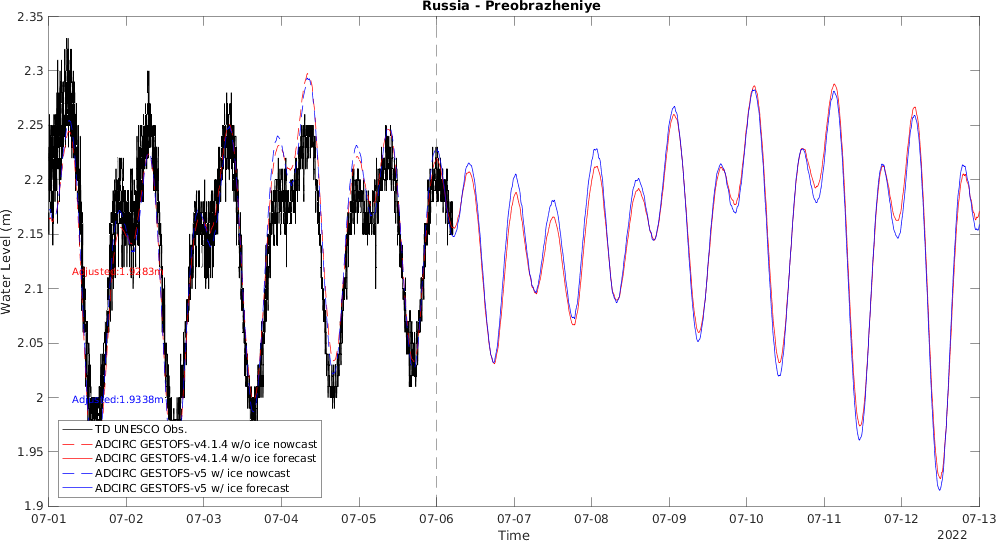 Russia - Preobrazheniye
Water Level (m)
2.35
2.3
2.25
2.2
2.15
2.1
2.05
2
1.95
1.9
Adjusted:1.9283m
Adjusted:1.9338m
TD UNESCO Obs.
ADCIRC GESTOFS-v4.1.4 w/o ice nowcast
ADCIRC GESTOFS-v4.1.4 w/o ice forecast
ADCIRC GESTOFS-v5 w/ ice nowcast
ADCIRC GESTOFS-v5 w/ ice forecast
07-01 07-02 07-03 07-04 07-05 07-06 07-07 07-08 07-09 07-10 07-11 07-12 07-13
Time
2022